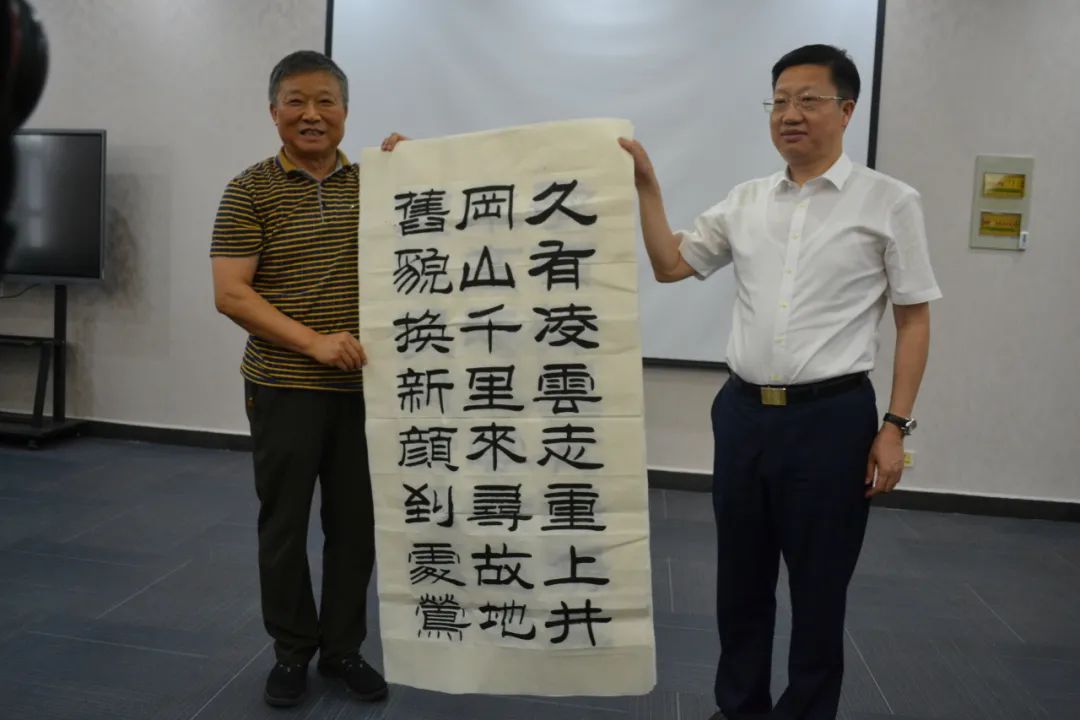 久有凌雲志重上井
岡山千里來尋故地
舊貌換新顏到處鶯